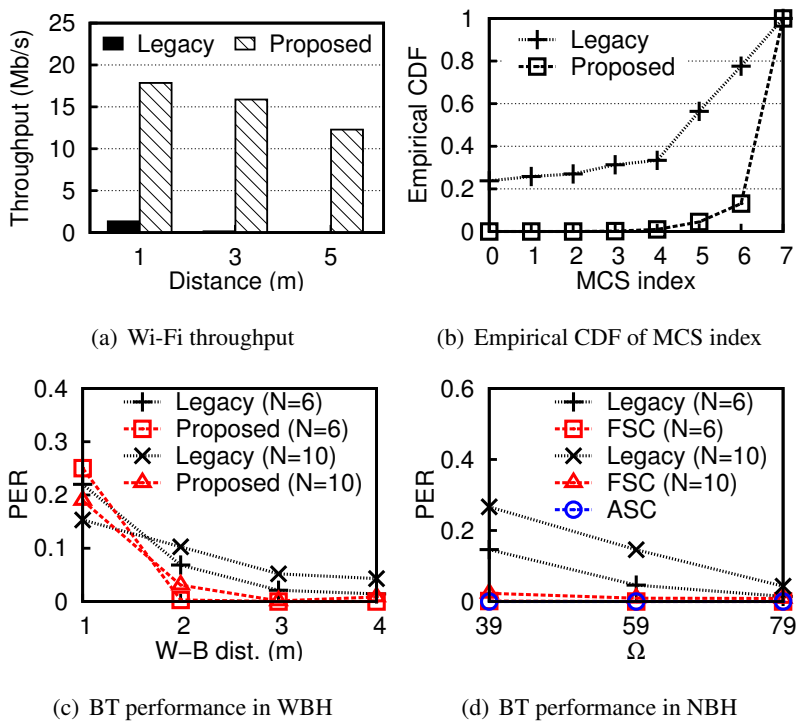 Throughput (Mb/s)
25
20
15
10
5
0
Legacy
Proposed
1
3
5
Distance (m)
(a) Wi-Fi throughput
Empirical CDF
1
0.8
0.6
0.4
0.2
0
Legacy
Proposed
0 1 2 3 4 5 6 7
MCS index
(b) Empirical CDF of MCS index
PER
0.4
0.3
0.2
0.1
0
Legacy (N=6)
Proposed (N=6)
Legacy (N=10)
Proposed (N=10)
1 2 3 4
W−B dist. (m)
(c) BT performance in WBH
PER
0.6
0.4
0.2
0
Legacy (N=6)
FSC (N=6)
Legacy (N=10)
FSC (N=10)
ASC
39 59 79
Ω
(d) BT performance in NBH